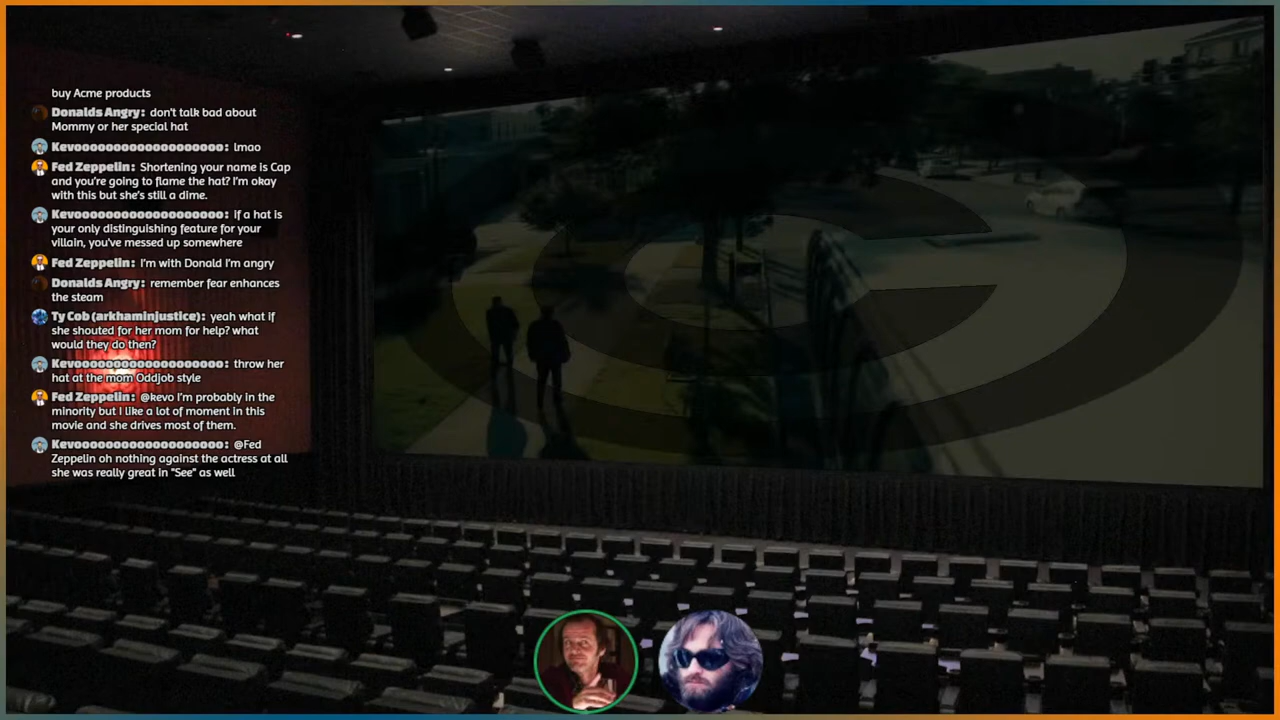 buy Acme products
Donalds Angry: don't talk bad about
Mommy or her special hat
Kevooooooooooooooooooo: lmao
Fed Zeppelin: Shortening your name is Cap
and you're going to flame the hat? I'm okay
with this but she's still a dime.
Kevooooooooooooooooooo: if a hat is
your only distinguishing feature for your
villain, you've messed up somewhere
Fed Zeppelin: I'm with Donald I'm angry
Donalds Angry: remember fear enhances
the steam
Ty Cob (arkhaminjustice): yeah what if
she shouted for her mom for help? what
would they do then?
Kevooooooooooooooooooo: throw her
hat at the mom Oddjob style
Fed Zeppelin: @kevo I'm probably in the
minority but I like a lot of moment in this
movie and she drives most of them.
Kevooooooooooooooooooo: @Fed
Zeppelin oh nothing against the actress at all
she was really great in "See" as well